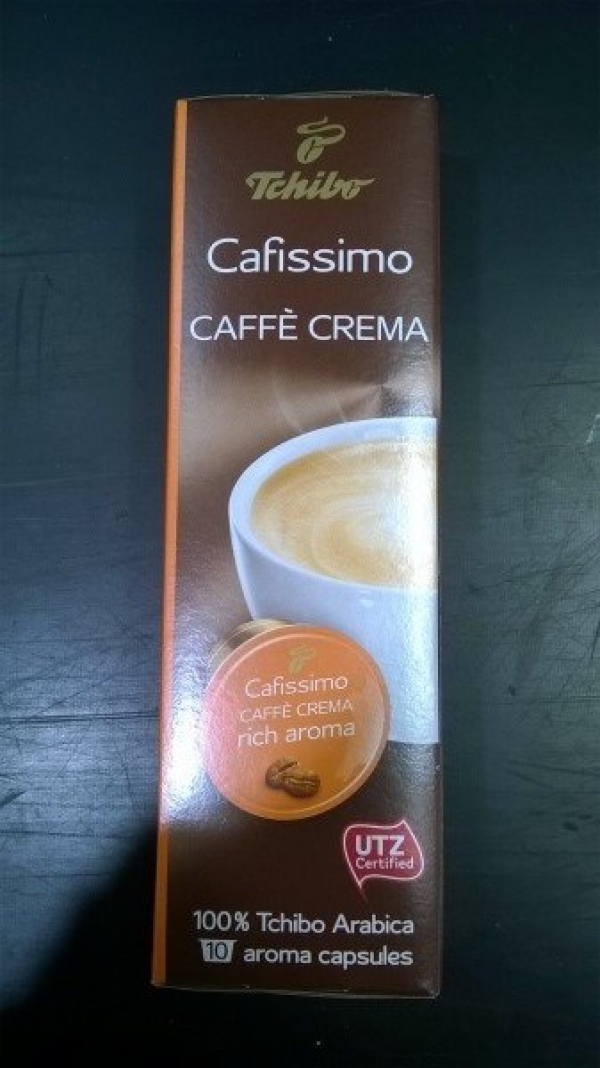 Tchibo
Cafissimo
CAFFÈ CREMA
Cafissimo
CAFFÈ CREMA
rich aroma
UTZ
Certified
100% Tchibo Arabica
10 aroma capsules